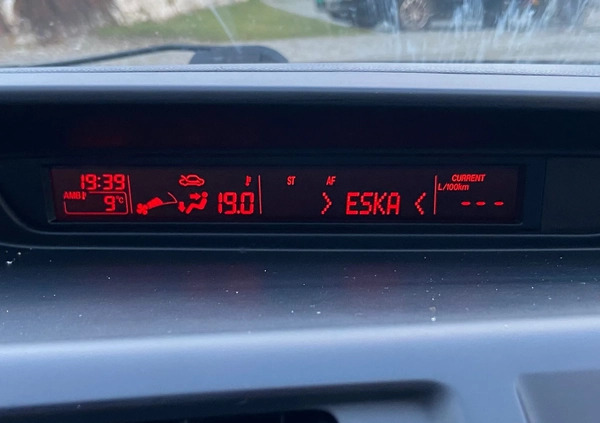 19:39
AMB
9°C
19.0
ST AF
> ESKA <
CURRENT
L/100km
---